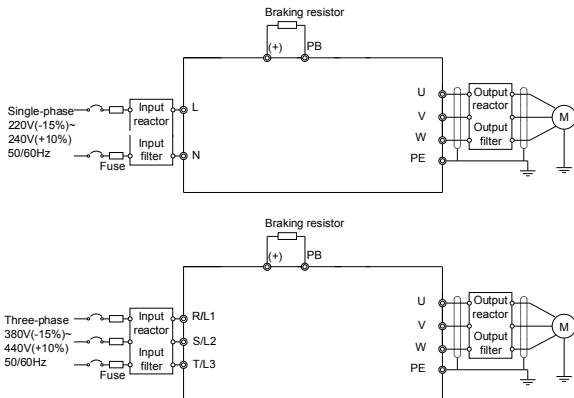 Braking resistor
(+)
PB
Single-phase
220V(-15%)~
240V(+10%)
50/60Hz
Fuse
Input
reactor
Input
filter
L
N
U
V
W
PE
Output
reactor
Output
filter
M
Braking resistor
(+)
PB
Three-phase
380V(-15%)~
440V(+10%)
50/60Hz
Fuse
Input
reactor
Input
filter
R/L1
S/L2
T/L3
U
V
W
PE
Output
reactor
Output
filter
M